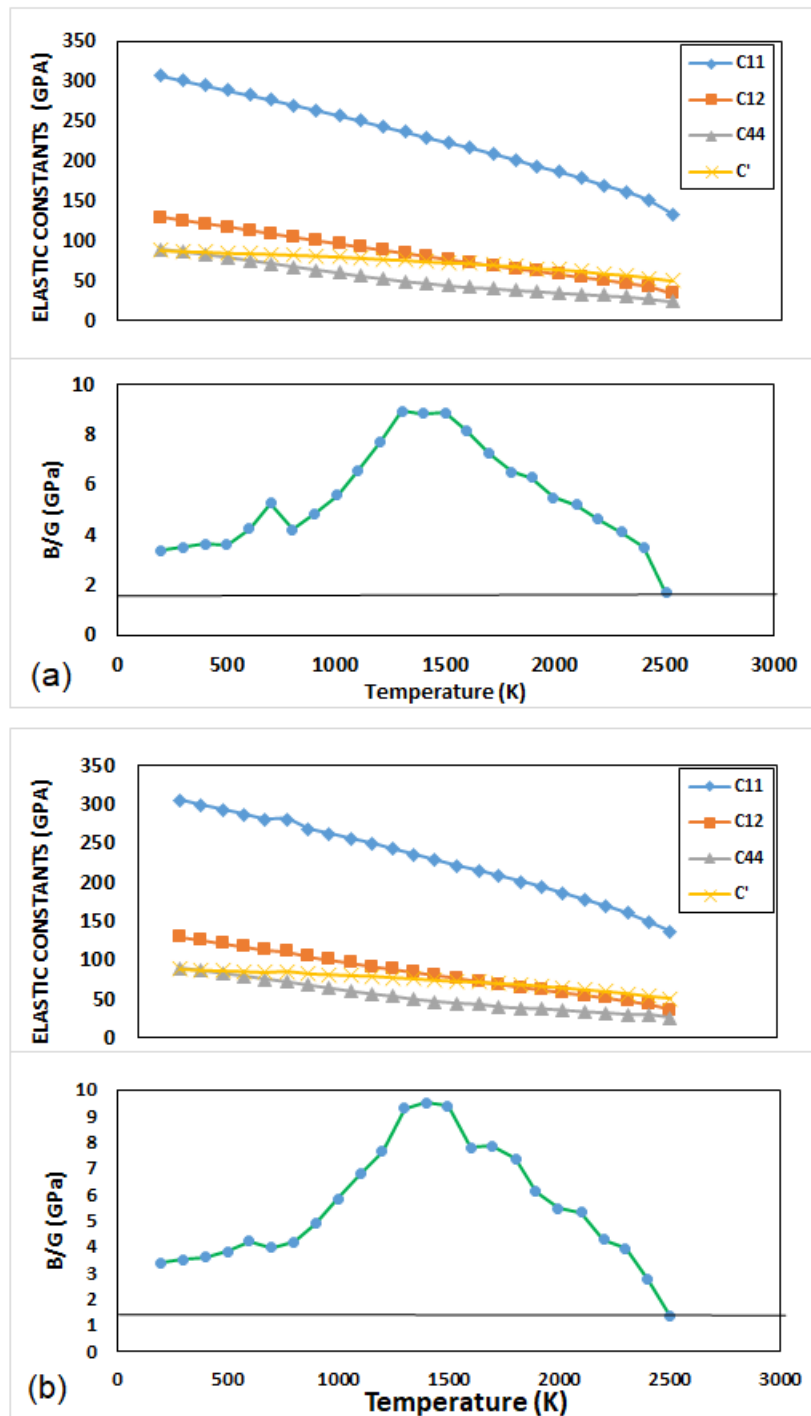 350
300
250
200
150
100
50
0
ELASTIC CONSTANTS (GPA)
C11
C12
C44
C'
10
8
6
4
2
0
B/G (GPa)
0 500 1000 1500 2000 2500 3000
Temperature (K)
(a)
350
300
250
200
150
100
50
0
ELASTIC CONSTANTS (GPA)
C11
C12
C44
C'
10
9
8
7
6
5
4
3
2
1
0
B/G (GPa)
0 500 1000 1500 2000 2500 3000
Temperature (K)
(b)